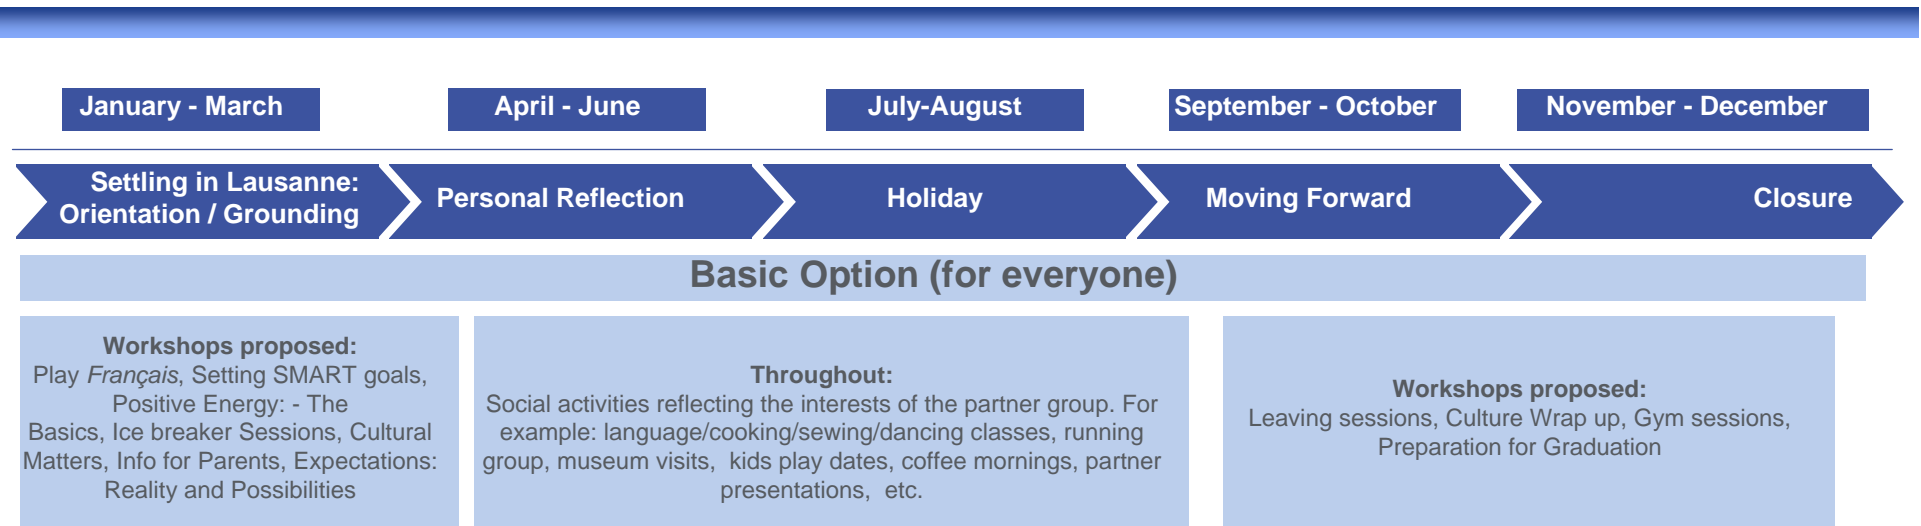 January - March
April - June
July-August
September - October
November - December
Settling in Lausanne:
Orientation / Grounding
Personal Reflection
Holiday
Moving Forward
Closure
Basic Option (for everyone)
Workshops proposed:
Play Français, Setting SMART goals,
Positive Energy: - The
Basics, Ice breaker Sessions, Cultural
Matters, Info for Parents, Expectations:
Reality and Possibilities
Throughout:
Social activities reflecting the interests of the partner group. For
example: language/cooking/sewing/dancing classes, running
group, museum visits,  kids play dates, coffee mornings, partner
presentations,  etc.
Workshops proposed:
Leaving sessions, Culture Wrap up, Gym sessions,
Preparation for Graduation